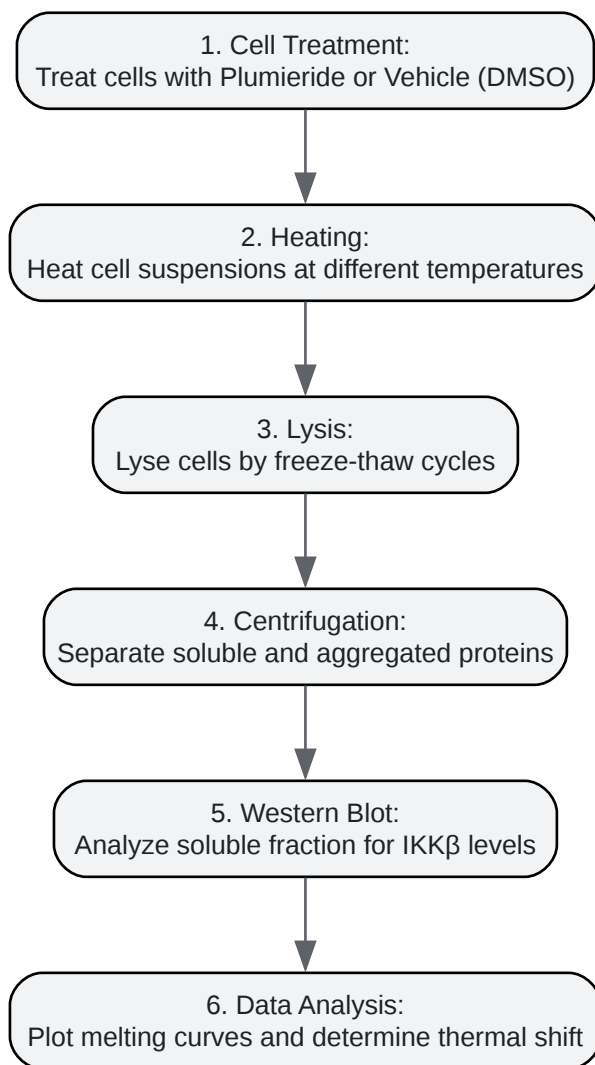 1. Cell Treatment:
Treat cells with Plumieride or Vehicle (DMSO)
2. Heating:
Heat cell suspensions at different temperatures
3. Lysis:
Lyse cells by freeze-thaw cycles
4. Centrifugation:
Separate soluble and aggregated proteins
5. Western Blot:
Analyze soluble fraction for IKKβ levels
6. Data Analysis:
Plot melting curves and determine thermal shift